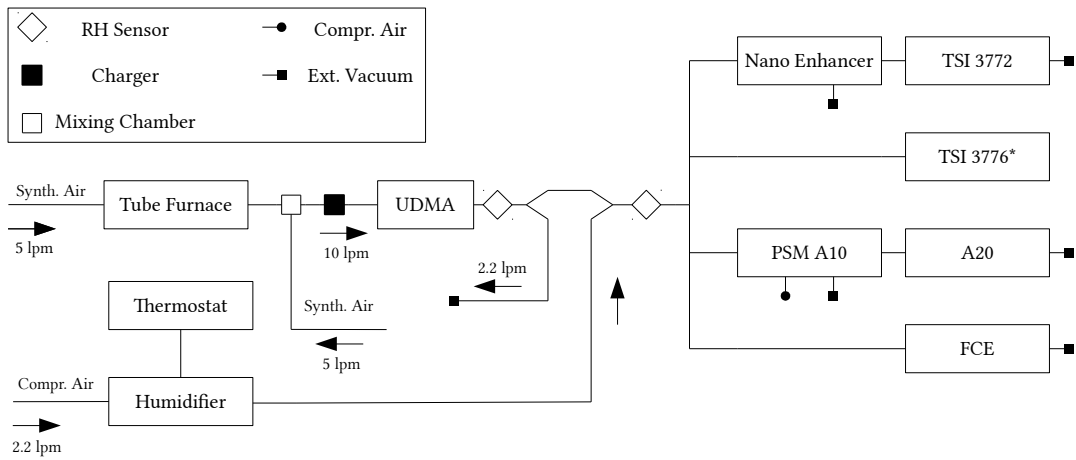 RH Sensor
Compr. Air
Charger
Ext. Vacuum
Mixing Chamber
Nano Enhancer
TSI 3772
TSI 3776*
Synth. Air
Tube Furnace
5 lpm
UDMA
10 lpm
2.2 lpm
PSM A10
A20
Thermostat
Synth. Air
5 lpm
FCE
Compr. Air
Humidifier
2.2 lpm